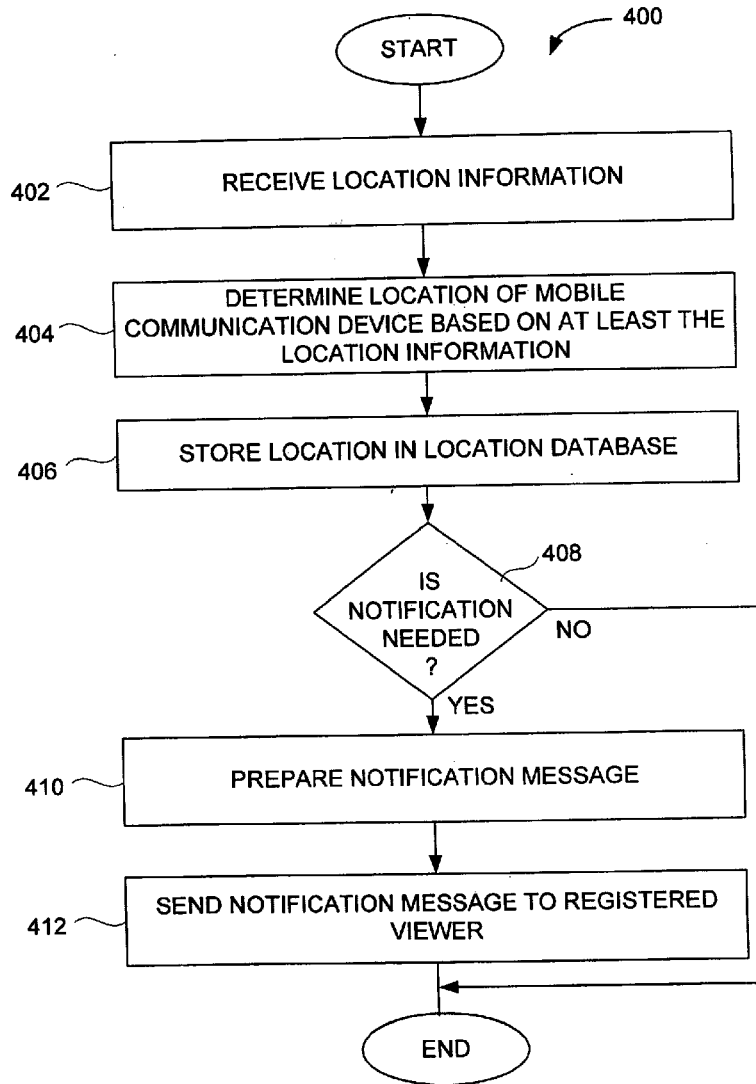 400
START
402
RECEIVE LOCATION INFORMATION
404
DETERMINE LOCATION OF MOBILE
COMMUNICATION DEVICE BASED ON AT LEAST THE
LOCATION INFORMATION
406
STORE LOCATION IN LOCATION DATABASE
408
IS
NOTIFICATION
NEEDED
?
NO
YES
410
PREPARE NOTIFICATION MESSAGE
412
SEND NOTIFICATION MESSAGE TO REGISTERED
VIEWER
END